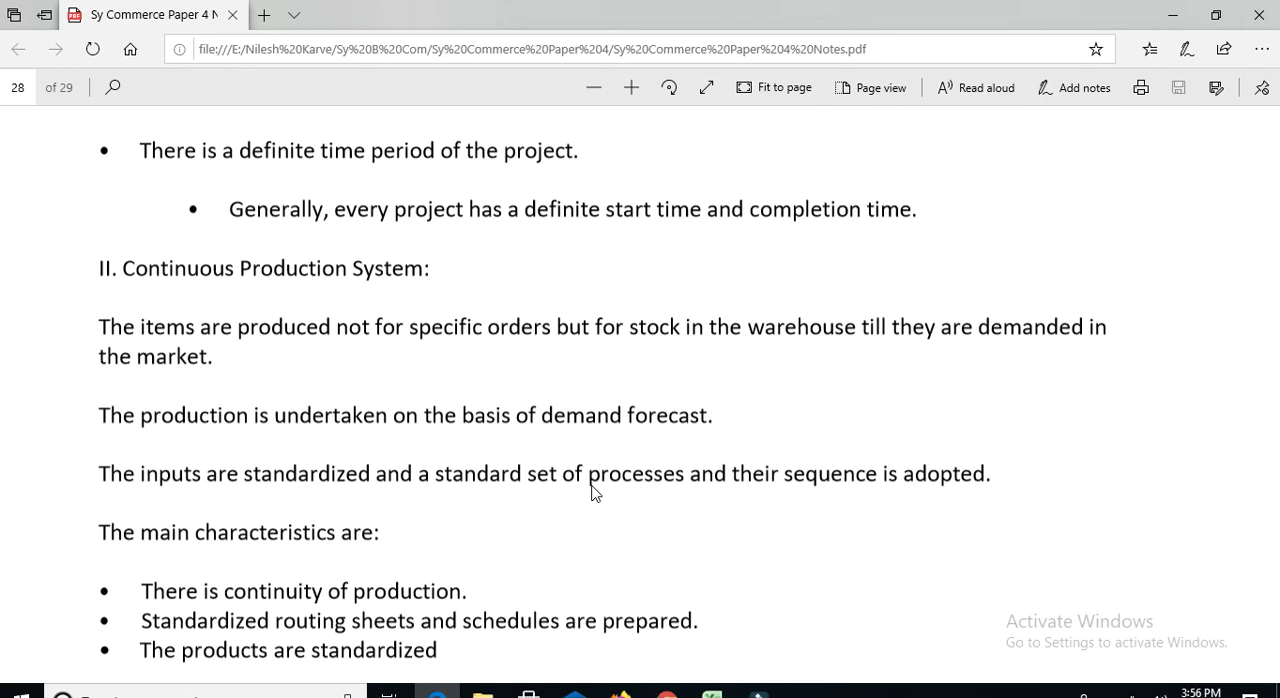 Sy Commerce Paper 4 N
file:///E:/Nilesh%20Karve/Sy%20B%20Com/Sy%20Commerce%20Paper%204/Sy%20Commerce%20Paper%204%20Notes.pdf
28 of 29 Fit to page Page view Read aloud Add notes
• There is a definite time period of the project.
• Generally, every project has a definite start time and completion time.
II. Continuous Production System:
The items are produced not for specific orders but for stock in the warehouse till they are demanded in
the market.
The production is undertaken on the basis of demand forecast.
The inputs are standardized and a standard set of processes and their sequence is adopted.
The main characteristics are:
• There is continuity of production.
• Standardized routing sheets and schedules are prepared.
• The products are standardized
Activate Windows
Go to Settings to activate Windows.
3:56 PM